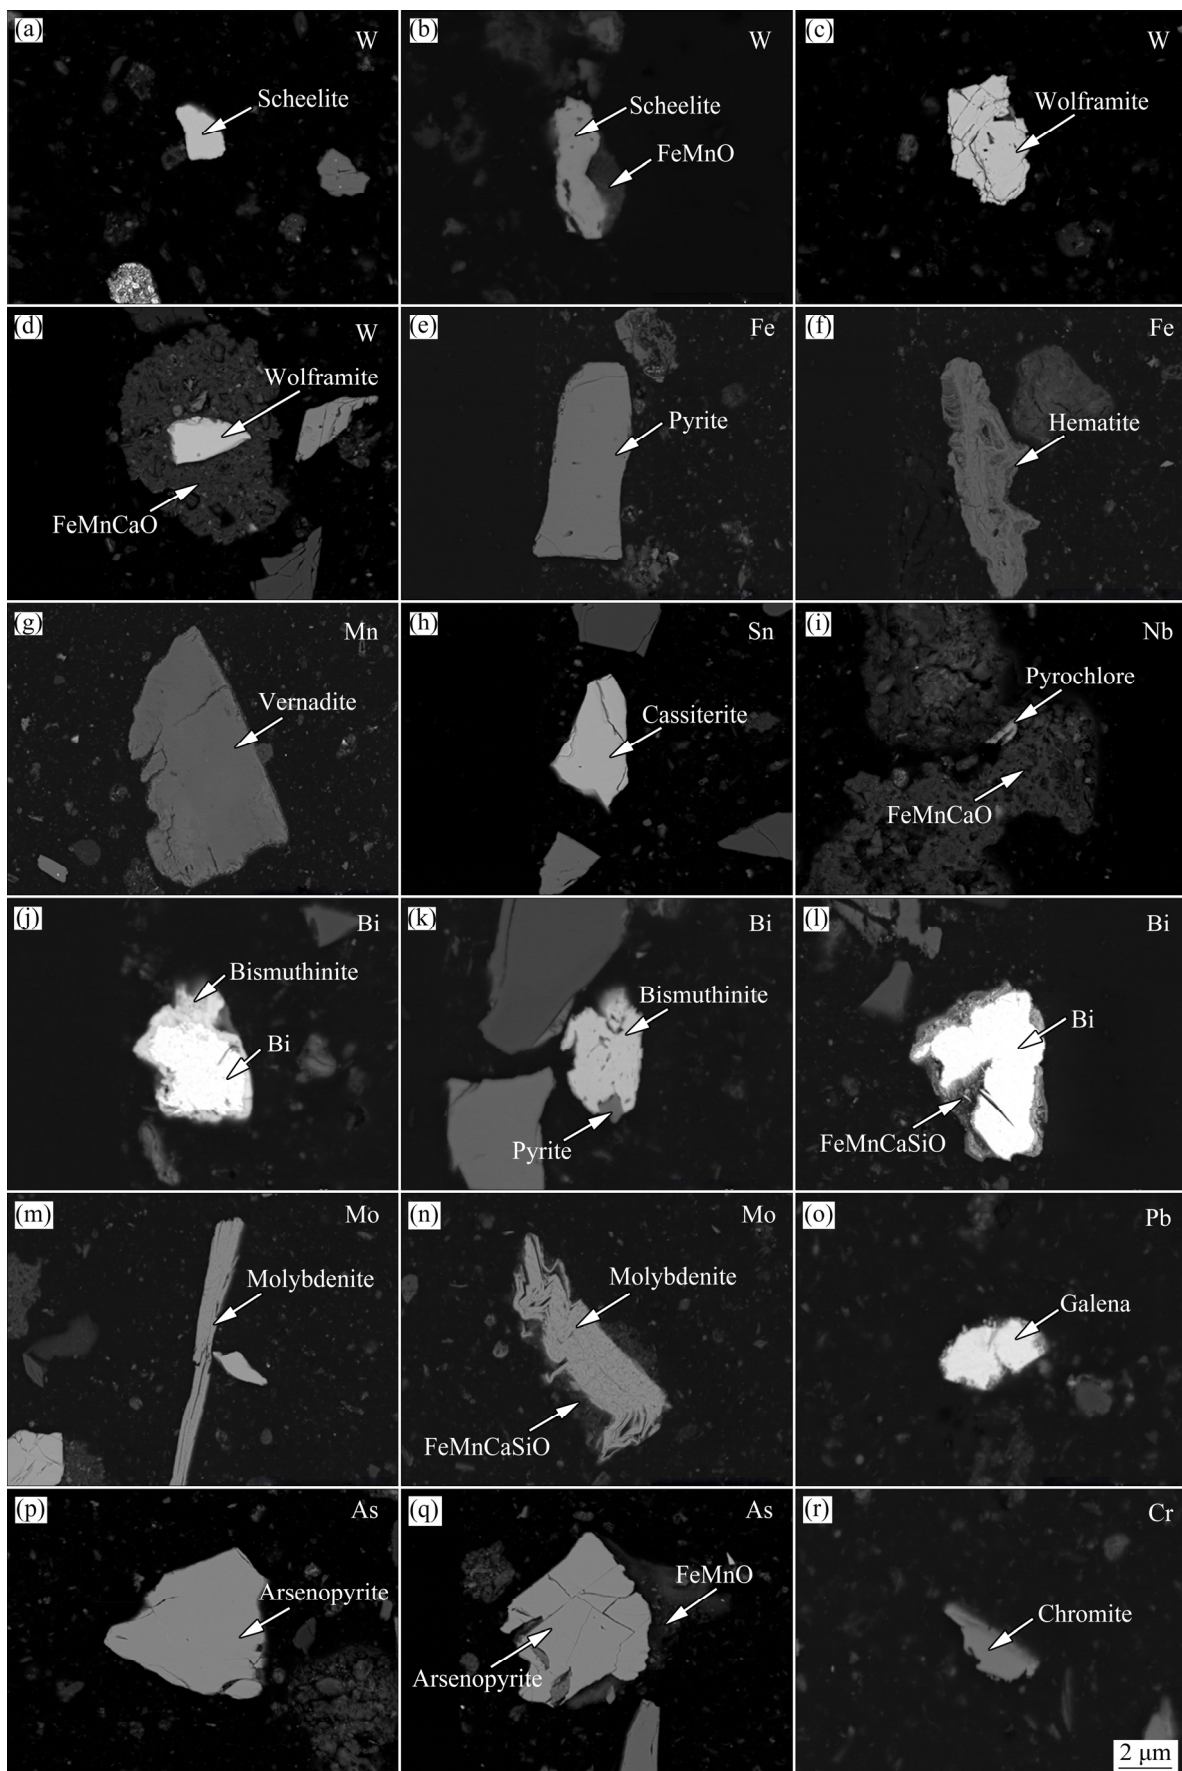 (a)
W
Scheelite
(b)
W
Scheelite
FeMnO
(c)
W
Wolframite
(d)
W
Wolframite
FeMnCaO
(e)
Fe
Pyrite
(f)
Fe
Hematite
(g)
Mn
Vernadite
(h)
Sn
Cassiterite
(i)
Nb
Pyrochlore
FeMnCaO
(j)
Bi
Bismuthinite
Bi
(k)
Bi
Bismuthinite
Pyrite
(l)
Bi
Bi
FeMnCaSiO
(m)
Mo
Molybdenite
(n)
Mo
Molybdenite
FeMnCaSiO
(o)
Pb
Galena
(p)
As
Arsenopyrite
(q)
As
FeMnO
Arsenopyrite
(r)
Cr
Chromite
2 μm